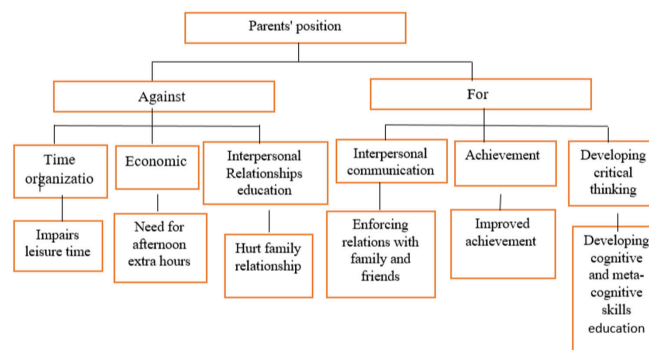 Parents' position
Against
For
Time
organizatio
Economic
Interpersonal
Relationships
education
Interpersonal
communication
Achievement
Developing
critical
thinking
Impairs
leisure time
Need for
afternoon
extra hours
Hurt family
relationship
Enforcing
relations with
family and
friends
Improved
achievement
Developing
cognitive
and meta-
cognitive
skills
education